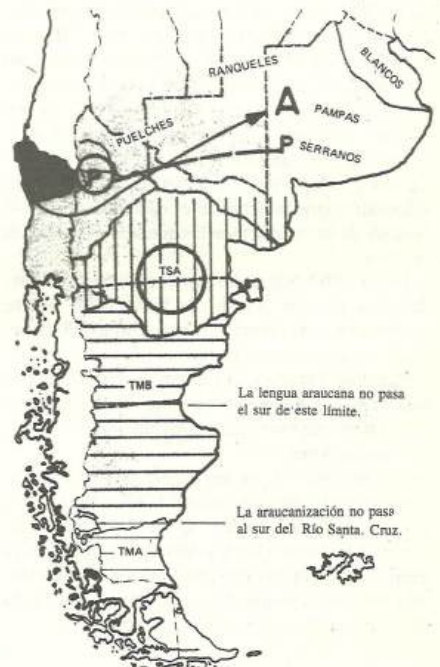 RANQUELES
BLANCOS
A
PAMPAS
PUELCHES
P
P
SERRANOS
TSA
TMB
La lengua araucana no pasa
el sur de este límite.
La araucanización no pasa
al sur del Río Santa. Cruz.
TMA